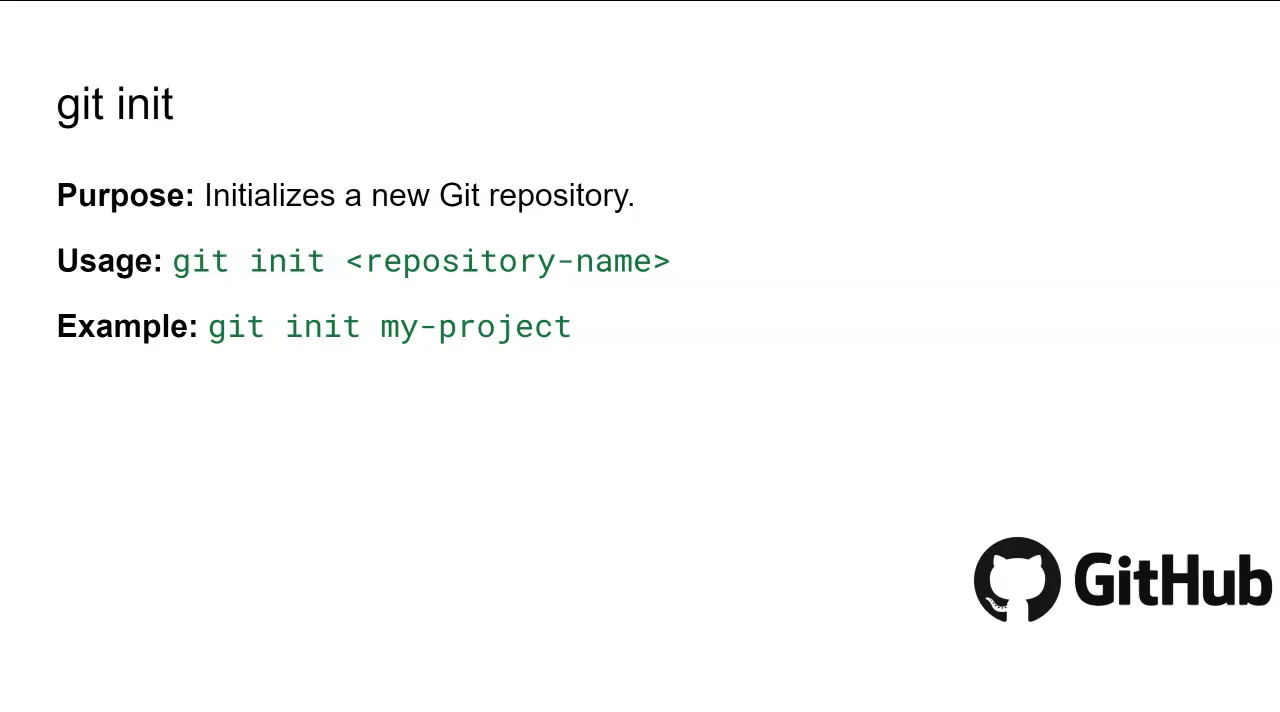 git init
Purpose: Initializes a new Git repository.
Usage: git init <repository-name>
Example: git init my-project
GitHub